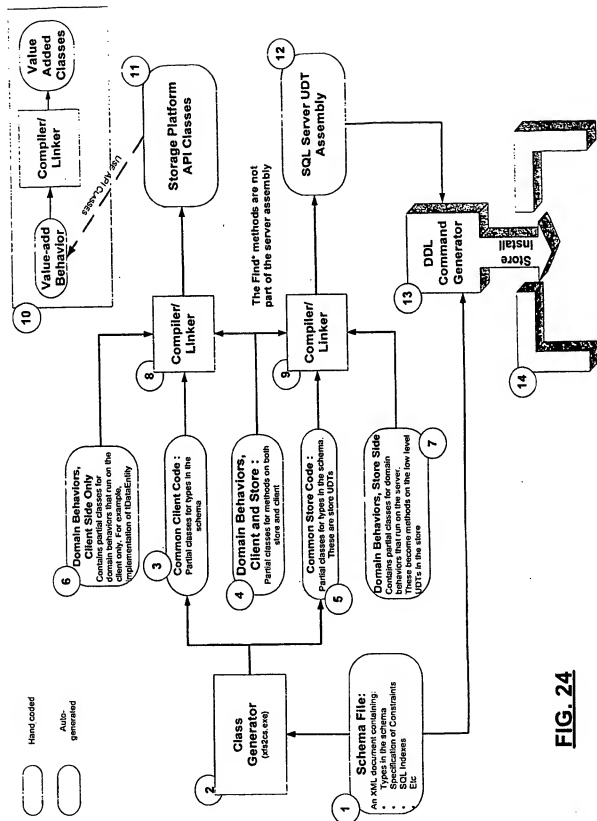 Hand coded
Auto-
generated
1
Schema File:
An XML document containing:
• Types in the schema
• Specification of Constraints
• SQL Indexes
• Etc
2
Class
Generator
(xfs2cs.exe)
6
Domain Behaviors,
Client Side Only
Contains partial classes for
domain behaviors that run on the
client only. For example,
implementation of IDataEntity
3
Common Client Code :
Partial classes for types in the
schema
4
Domain Behaviors,
Client and Store :
Partial classes for methods on both
store and client
5
Common Store Code :
Partial classes for types in the schema.
These are store UDTs
7
Domain Behaviors, Store Side
Contains partial classes for domain
behaviors that run on the server.
These become methods on the low level
UDTs in the store
8
Compiler/
Linker
9
Compiler/
Linker
The Find* methods are not
part of the server assembly
10
Value-add
Behavior
Compiler/
Linker
Value
Added
Classes
Use API Classes
11
Storage Platform
API Classes
12
SQL Server UDT
Assembly
13
DDL
Command
Generator
Store
Install
14
FIG. 24